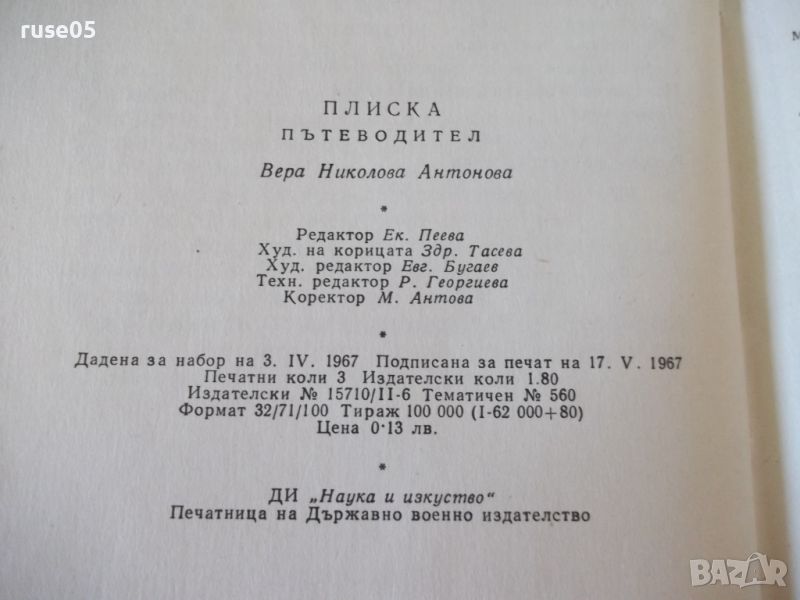 ruse05
ПЛИСКА
ПЪТЕВОДИТЕЛ
Вера Николова Антонова
*
Редактор Ек. Пеева
Худ. на корицата Здр. Тасева
Худ. редактор Евг. Бугаев
Техн. редактор Р. Георгиева
Коректор М. Антова
*
Дадена за набор на 3. IV. 1967 Подписана за печат на 17. V. 1967
Печатни коли 3 Издателски коли 1.80
Издателски № 15710/II-6 Тематичен № 560
Формат 32/71/100 Тираж 100 000 (I-62 000+80)
Цена 0·13 лв.
*
ДИ „Наука и изкуство“
Печатница на Държавно военно издателство
BAZAR